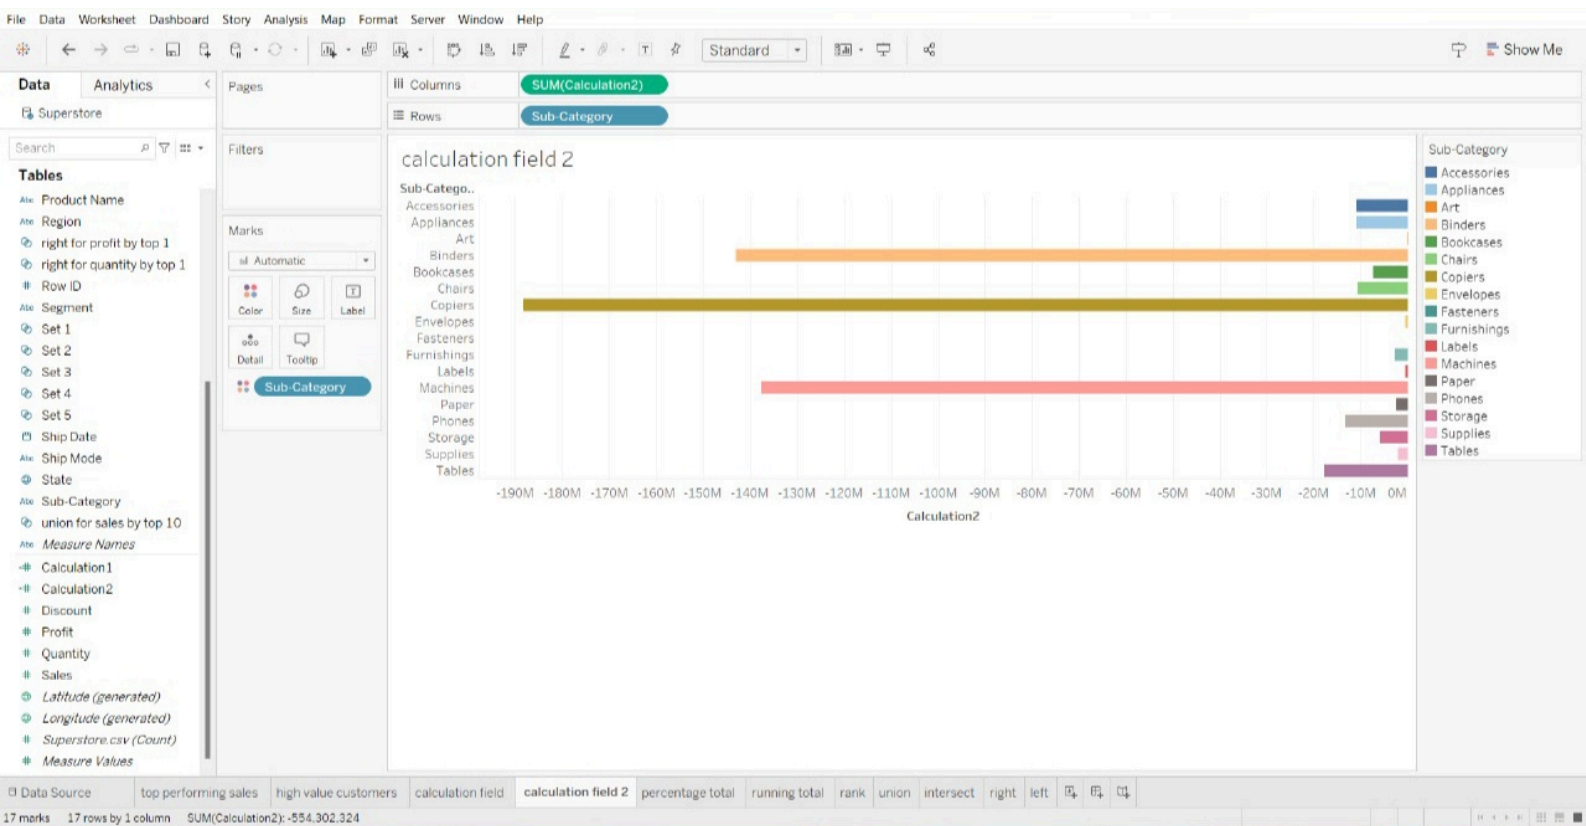 File Data Worksheet Dashboard Story Analysis Map Format Server Window Help
Standard
Show Me
Data Analytics
Superstore
Search
Tables
Abc Product Name
Abc Region
right for profit by top 1
right for quantity by top 1
# Row ID
Abc Segment
Set 1
Set 2
Set 3
Set 4
Set 5
Ship Date
Abc Ship Mode
State
Abc Sub-Category
union for sales by top 10
Abc Measure Names
=# Calculation1
=# Calculation2
# Discount
# Profit
# Quantity
# Sales
Latitude (generated)
Longitude (generated)
# Superstore.csv (Count)
# Measure Values
Pages
Filters
Marks
Automatic
Color Size Label
Detail Tooltip
Sub-Category
Columns SUM(Calculation2)
Rows Sub-Category
calculation field 2
Sub-Catego..
Accessories
Appliances
Art
Binders
Bookcases
Chairs
Copiers
Envelopes
Fasteners
Furnishings
Labels
Machines
Paper
Phones
Storage
Supplies
Tables
-190M -180M -170M -160M -150M -140M -130M -120M -110M -100M -90M -80M -70M -60M -50M -40M -30M -20M -10M 0M
Calculation2
Sub-Category
Accessories
Appliances
Art
Binders
Bookcases
Chairs
Copiers
Envelopes
Fasteners
Furnishings
Labels
Machines
Paper
Phones
Storage
Supplies
Tables
Data Source top performing sales high value customers calculation field calculation field 2 percentage total running total rank union intersect right left
17 marks 17 rows by 1 column SUM(Calculation2): -554,302,324